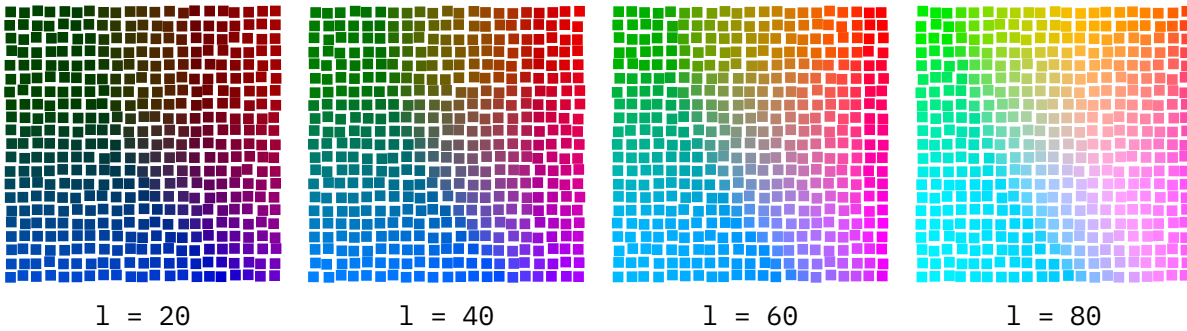 l = 20
l = 40
l = 60
l = 80